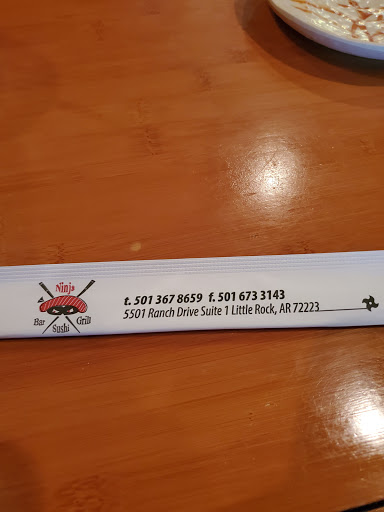 Ninja
Bar Grill
Sushi
t. 501 367 8659 f. 501 673 3143
5501 Ranch Drive Suite 1 Little Rock, AR 72223